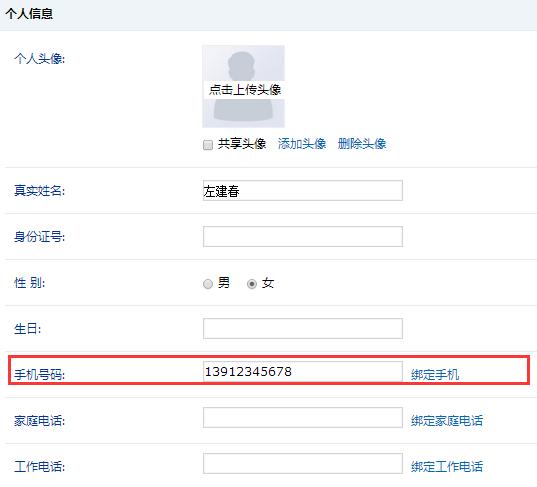 个人信息
个人头像:
点击上传头像
共享头像 添加头像 删除头像
真实姓名: 左建春
身份证号:
性 别: 男 女
生日:
手机号码: 13912345678 绑定手机
家庭电话: 绑定家庭电话
工作电话: 绑定工作电话